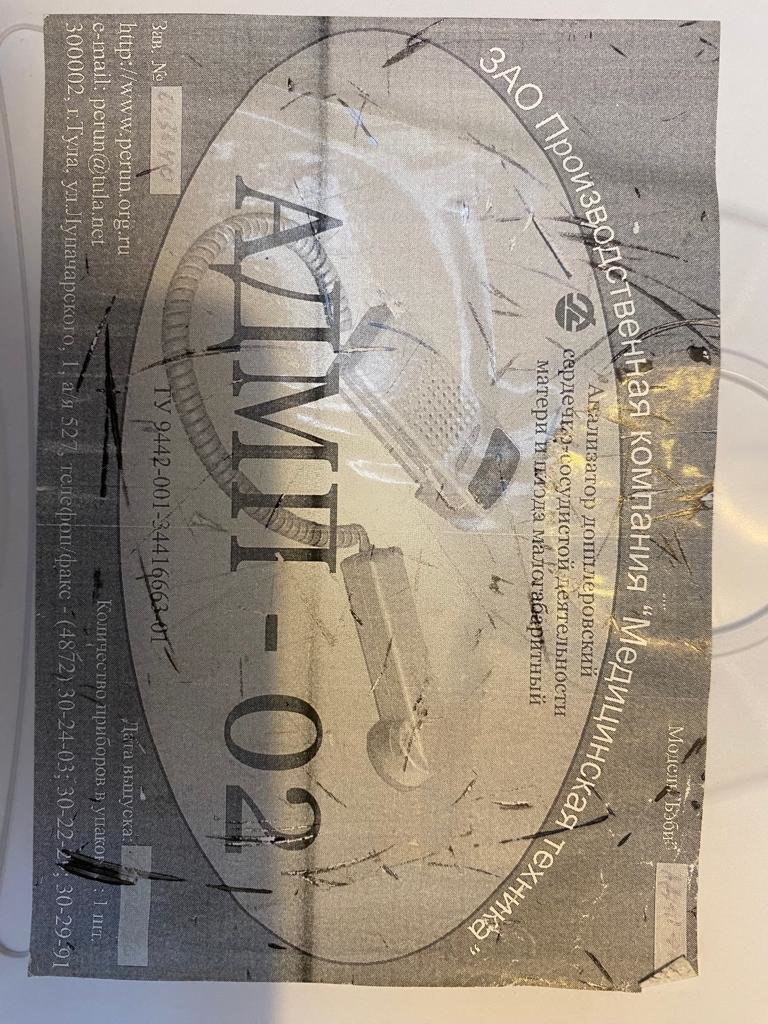 ЗАО Производственная компания "Медицинская техника"
Модель "Бэби"
Анализатор допплеровский
сердечно-сосудистой деятельности
матери и плода малогабаритный
АДМП - 02
ТУ 9442-001-34416663-01
Зав. №
Дата выпуска:
http://www.perun.org.ru
Количество приборов в упаковке: 1 шт.
e-mail: perun@tula.net
300002, г.Тула, ул.Луначарского, 1, а/я 527, телефон/факс - (4872) 30-24-03; 30-22-21; 30-29-91